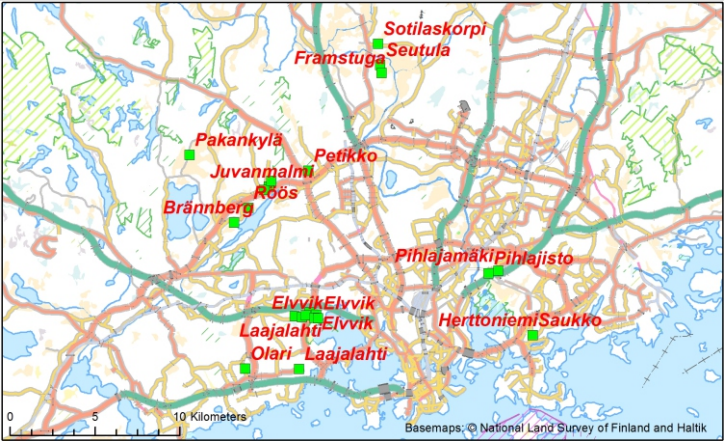 Sotilaskorpi
Seutula
Framstuga
Pakankylä
Petikko
Juvanmalmi
Röös
Brännberg
Pihlajamäki Pihlajisto
Elvvik Elvvik
Elvvik
Laajalahti
Herttoniemi Saukko
Olari Laajalahti
0 5 10 Kilometers
Basemaps: © National Land Survey of Finland and Haltik